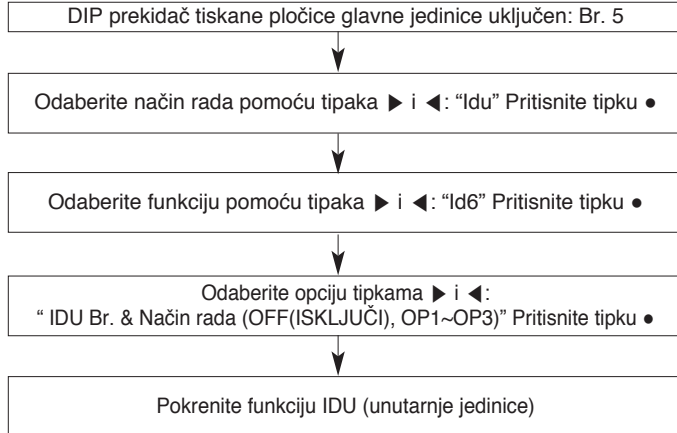 DIP prekidač tiskane pločice glavne jedinice uključen: Br. 5
Odaberite način rada pomoću tipaka ▶ i ◀: “Idu” Pritisnite tipku ●
Odaberite funkciju pomoću tipaka ▶ i ◀: “Id6” Pritisnite tipku ●
Odaberite opciju tipkama ▶ i ◀:
“ IDU Br. & Način rada (OFF(ISKLJUČI), OP1~OP3)” Pritisnite tipku ●
Pokrenite funkciju IDU (unutarnje jedinice)